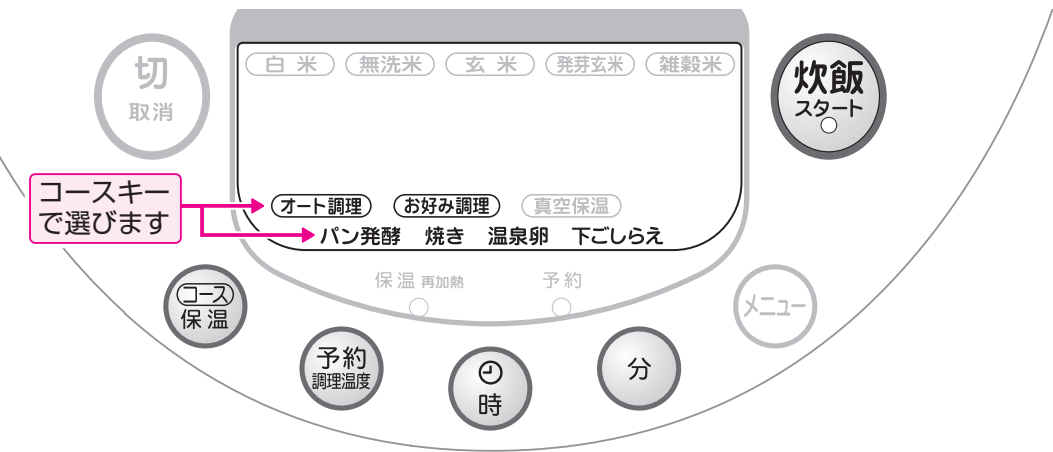 切
取消
白米 無洗米 玄米 発芽玄米 雑穀米
炊飯
スタート
コースキー
で選びます
オート調理 お好み調理 真空保温
パン発酵 焼き 温泉卵 下ごしらえ
保温 再加熱 予約
コース
保温
メニュー
予約
調理温度
時
分